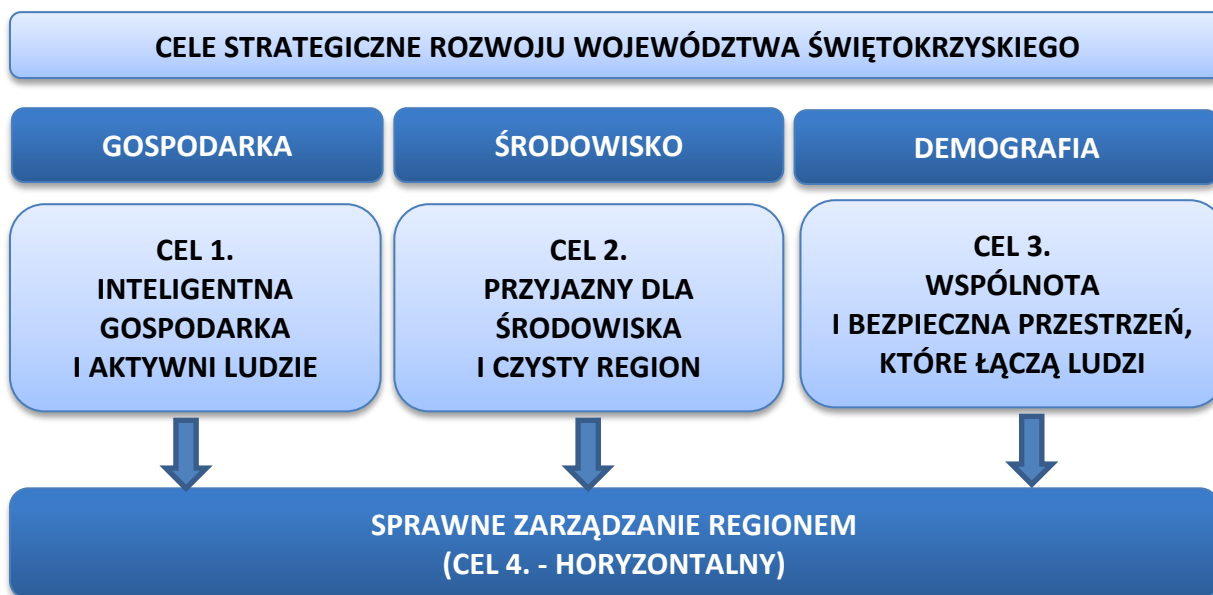 CELE STRATEGICZNE ROZWOJU WOJEWÓDZTWA ŚWIĘTOKRZYSKIEGO
GOSPODARKA
ŚRODOWISKO
DEMOGRAFIA
CEL 1.
INTELIGENTNA
GOSPODARKA
I AKTYWNI LUDZIE
CEL 2.
PRZYJAZNY DLA
ŚRODOWISKA
I CZYSTY REGION
CEL 3.
WSPÓLNOTA
I BEZPIECZNA PRZESTRZEŃ,
KTÓRE ŁĄCZĄ LUDZI
SPRAWNE ZARZĄDZANIE REGIONEM
(CEL 4. - HORYZONTALNY)